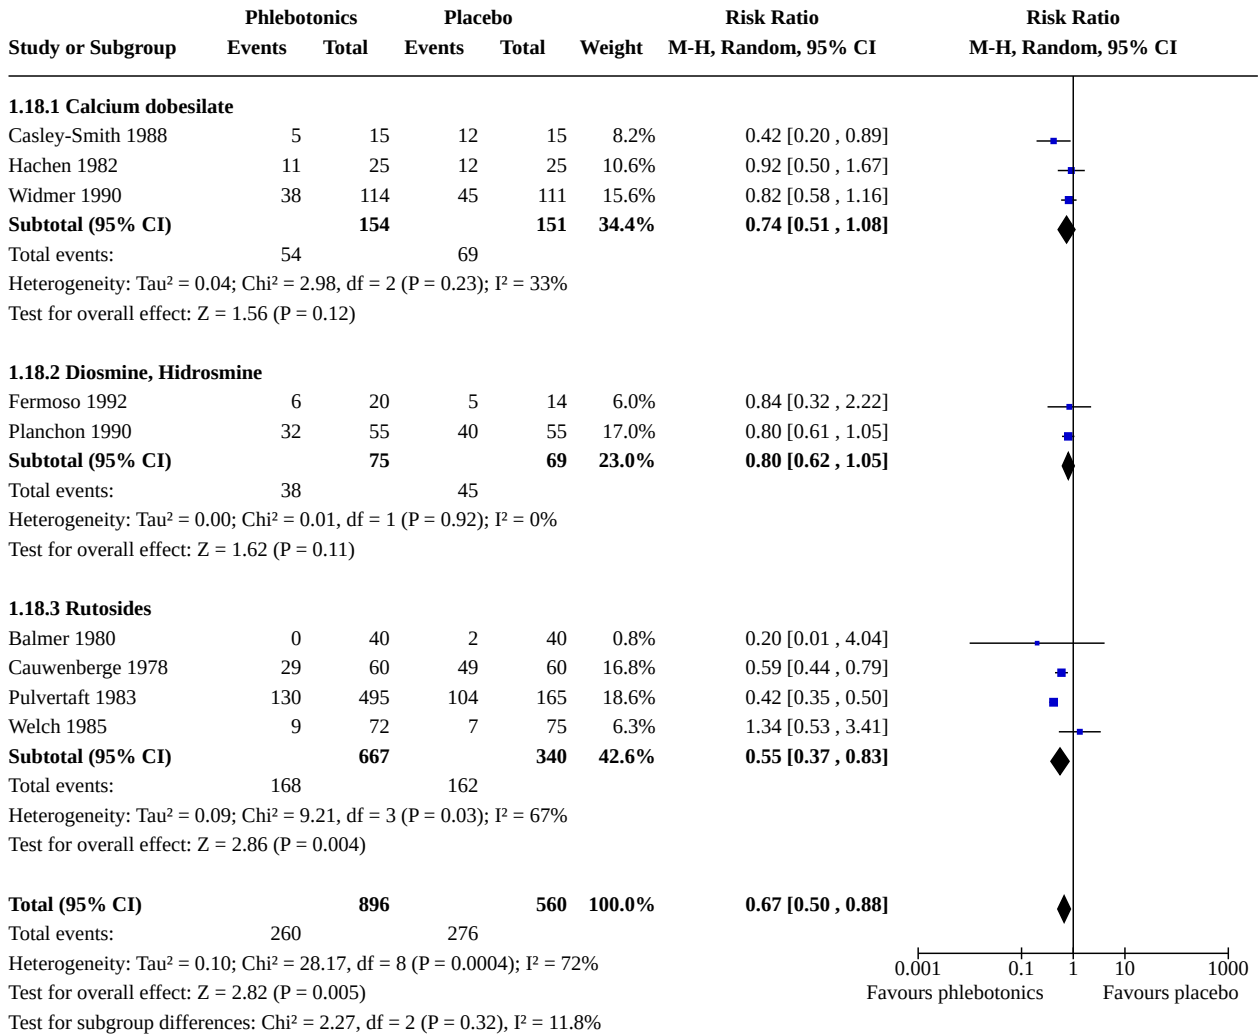 Phlebotonics Placebo Risk Ratio Risk Ratio
Study or Subgroup Events Total Events Total Weight M-H, Random, 95% CI M-H, Random, 95% CI
1.18.1 Calcium dobesilate
Casley-Smith 1988 5 15 12 15 8.2% 0.42 [0.20 , 0.89]
Hachen 1982 11 25 12 25 10.6% 0.92 [0.50 , 1.67]
Widmer 1990 38 114 45 111 15.6% 0.82 [0.58 , 1.16]
Subtotal (95% CI) 154 151 34.4% 0.74 [0.51 , 1.08]
Total events: 54 69
Heterogeneity: Tau² = 0.04; Chi² = 2.98, df = 2 (P = 0.23); I² = 33%
Test for overall effect: Z = 1.56 (P = 0.12)
1.18.2 Diosmine, Hidrosmine
Fermoso 1992 6 20 5 14 6.0% 0.84 [0.32 , 2.22]
Planchon 1990 32 55 40 55 17.0% 0.80 [0.61 , 1.05]
Subtotal (95% CI) 75 69 23.0% 0.80 [0.62 , 1.05]
Total events: 38 45
Heterogeneity: Tau² = 0.00; Chi² = 0.01, df = 1 (P = 0.92); I² = 0%
Test for overall effect: Z = 1.62 (P = 0.11)
1.18.3 Rutosides
Balmer 1980 0 40 2 40 0.8% 0.20 [0.01 , 4.04]
Cauwenberge 1978 29 60 49 60 16.8% 0.59 [0.44 , 0.79]
Pulvertaft 1983 130 495 104 165 18.6% 0.42 [0.35 , 0.50]
Welch 1985 9 72 7 75 6.3% 1.34 [0.53 , 3.41]
Subtotal (95% CI) 667 340 42.6% 0.55 [0.37 , 0.83]
Total events: 168 162
Heterogeneity: Tau² = 0.09; Chi² = 9.21, df = 3 (P = 0.03); I² = 67%
Test for overall effect: Z = 2.86 (P = 0.004)
Total (95% CI) 896 560 100.0% 0.67 [0.50 , 0.88]
Total events: 260 276
Heterogeneity: Tau² = 0.10; Chi² = 28.17, df = 8 (P = 0.0004); I² = 72% 0.001 0.1 1 10 1000
Test for overall effect: Z = 2.82 (P = 0.005) Favours phlebotonics Favours placebo
Test for subgroup differences: Chi² = 2.27, df = 2 (P = 0.32), I² = 11.8%